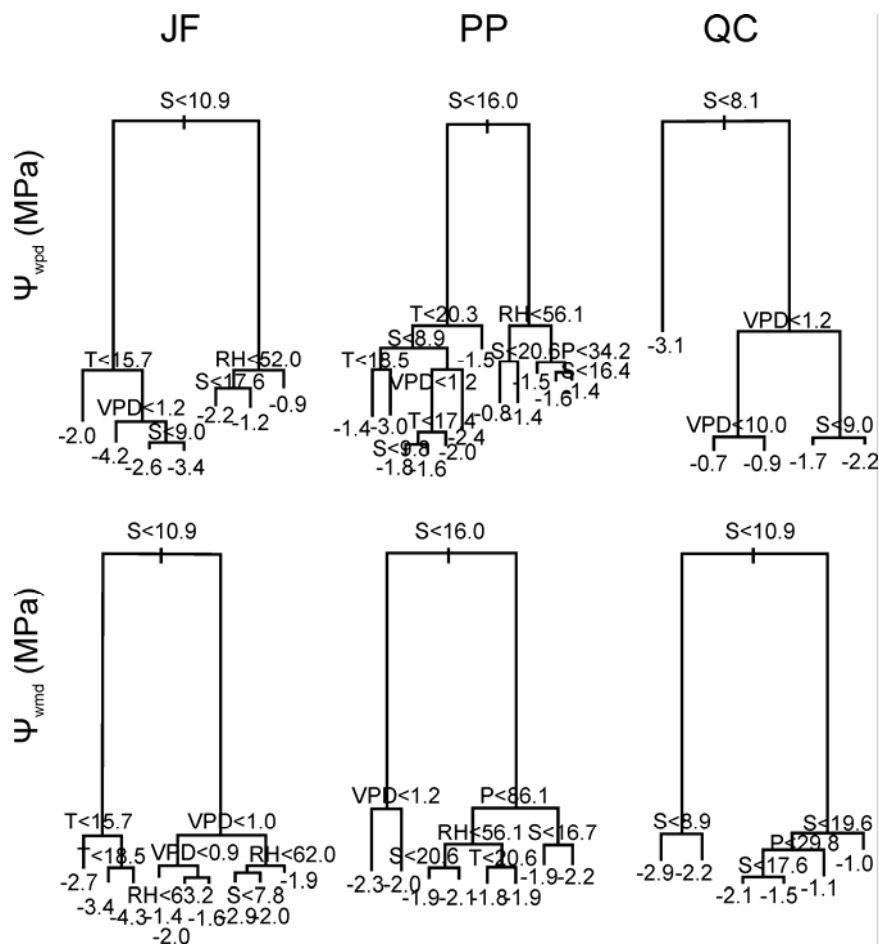 JF PP QC
S<10.9 S<16.0 S<8.1
Ψwpd (MPa)
T<20.3 RH<56.1
VPD<1.2
S<8.9
-3.1
T<15.7 RH<52.0 T<18.5 -1.5 S<20.6 P<34.2
S<17.6 VPD<1.2 -1.5 S<16.4
-0.9 -1.6 -1.4
VPD<1.2 -2.2 -1.2 -0.8 -1.4
-2.0 T<17.4 VPD<10.0 S<9.0
S<9.0 -1.4 -3.0 -2.4
-4.2 S<9.8 -2.0 -0.7 -0.9 -1.7 -2.2
-2.6 -3.4 -1.8 -1.6
S<10.9 S<16.0 S<10.9
Ψwmd (MPa)
VPD<1.2 P<86.1
T<15.7 VPD<1.0 RH<56.1 S<16.7 S<8.9 S<19.6
P<29.8
T<18.5 VPD<0.9 RH<62.0 S<20.6 T<20.6 S<17.6 -1.0
-2.7 -1.9 -2.3 -2.0 -1.9 -2.2 -2.9 -2.2
RH<63.2 S<7.8 -1.9 -2.1 -1.8 -1.9 -2.1 -1.5 -1.1
-3.4 -4.3 -1.4 -1.6 -2.9 -2.0
-2.0